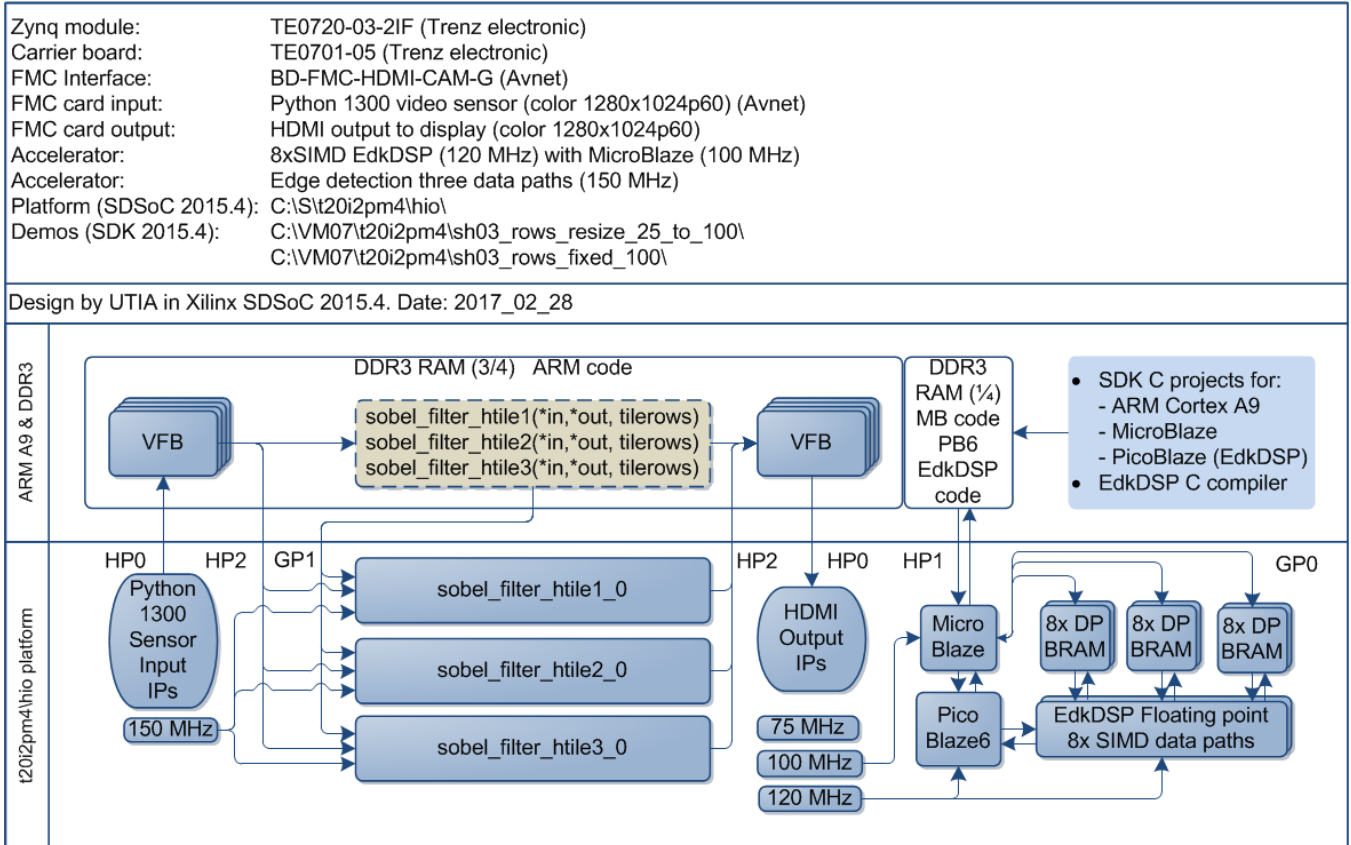 Zynq module: TE0720-03-2IF (Trenz electronic)
Carrier board: TE0701-05 (Trenz electronic)
FMC Interface: BD-FMC-HDMI-CAM-G (Avnet)
FMC card input: Python 1300 video sensor (color 1280x1024p60) (Avnet)
FMC card output: HDMI output to display (color 1280x1024p60)
Accelerator: 8xSIMD EdkDSP (120 MHz) with MicroBlaze (100 MHz)
Accelerator: Edge detection three data paths (150 MHz)
Platform (SDSoC 2015.4): C:\S\t20i2pm4\hio\
Demos (SDK 2015.4): C:\VM07\t20i2pm4\sh03_rows_resize_25_to_100\
C:\VM07\t20i2pm4\sh03_rows_fixed_100\
Design by UTIA in Xilinx SDSoC 2015.4. Date: 2017_02_28
ARM A9 & DDR3
DDR3 RAM (3/4) ARM code
VFB
sobel_filter_htile1(*in,*out, tilerows)
sobel_filter_htile2(*in,*out, tilerows)
sobel_filter_htile3(*in,*out, tilerows)
VFB
DDR3
RAM (¼)
MB code
PB6
EdkDSP
code
• SDK C projects for:
- ARM Cortex A9
- MicroBlaze
- PicoBlaze (EdkDSP)
• EdkDSP C compiler
t20i2pm4\hio platform
HP0
HP2
GP1
HP2
HP0
HP1
GP0
Python
1300
Sensor
Input
IPs
150 MHz
sobel_filter_htile1_0
sobel_filter_htile2_0
sobel_filter_htile3_0
HDMI
Output
IPs
75 MHz
100 MHz
120 MHz
Micro
Blaze
Pico
Blaze6
8x DP
BRAM
8x DP
BRAM
8x DP
BRAM
EdkDSP Floating point
8x SIMD data paths